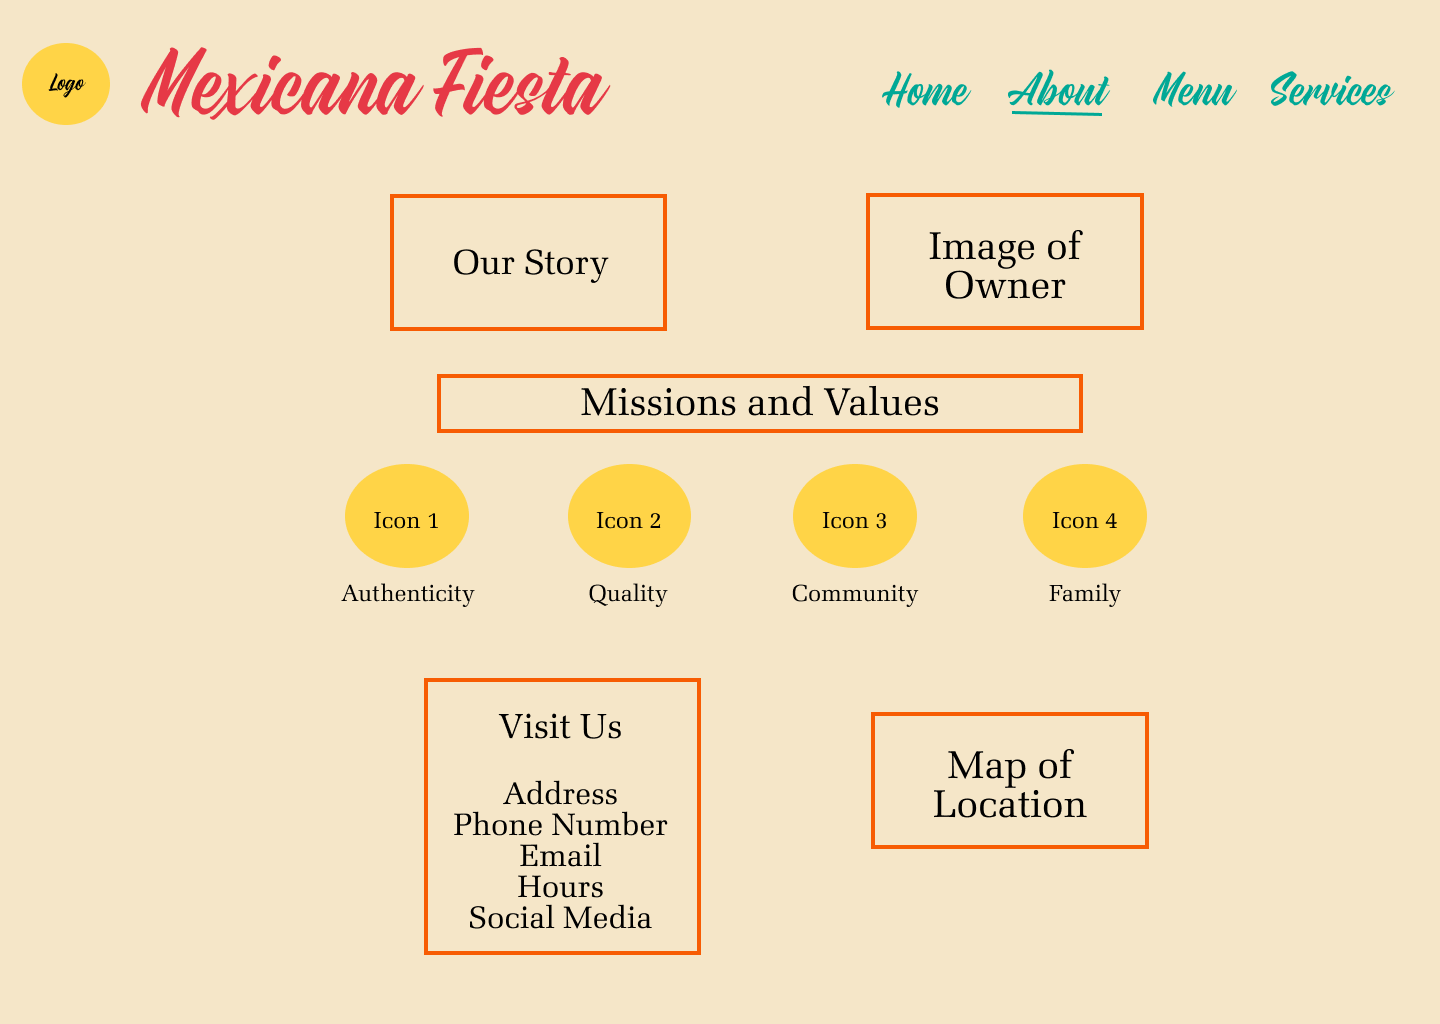 Logo
Mexicana Fiesta
Home About Menu Services
Our Story
Image of
Owner
Missions and Values
Icon 1
Icon 2
Icon 3
Icon 4
Authenticity
Quality
Community
Family
Visit Us
Address
Phone Number
Email
Hours
Social Media
Map of
Location